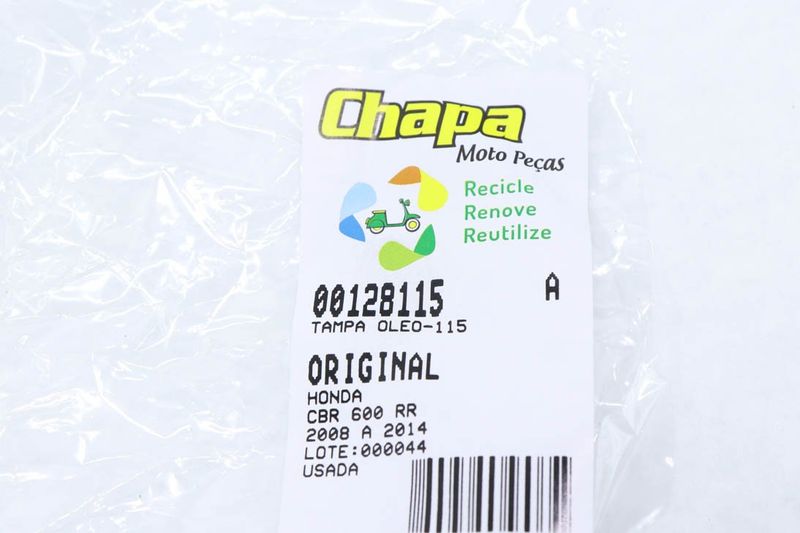 Chapa
Moto Peças
Recicle
Renove
Reutilize
00128115 A
TAMPA OLEO-115
ORIGINAL
HONDA
CBR 600 RR
2008 A 2014
LOTE:000044
USADA